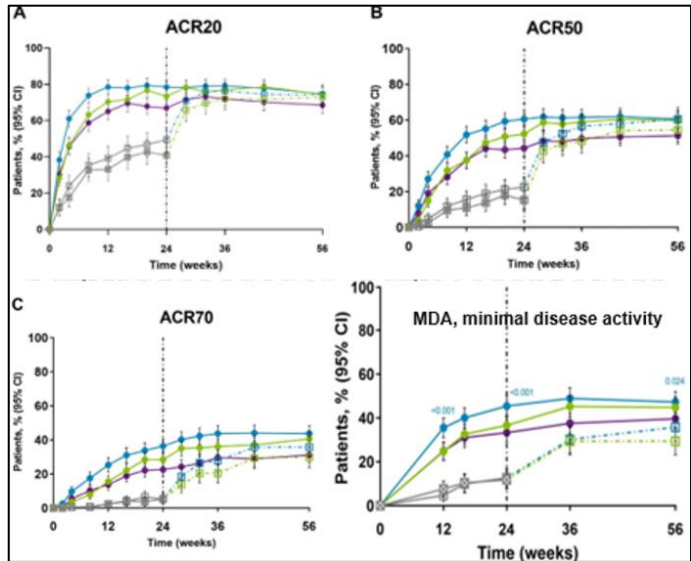 A
ACR20
Patients, % (95% CI)
100
80
60
40
20
0
0 12 24 36 56
Time (weeks)
B
ACR50
Patients, % (95% CI)
100
80
60
40
20
0
0 12 24 36 56
Time (weeks)
C
ACR70
Patients, % (95% CI)
100
80
60
40
20
0
0 12 24 36 56
Time (weeks)
MDA, minimal disease activity
Patients, % (95% CI)
100
80
60
40
20
0
<0.001
<0.001
0.024
0 12 24 36 56
Time (weeks)